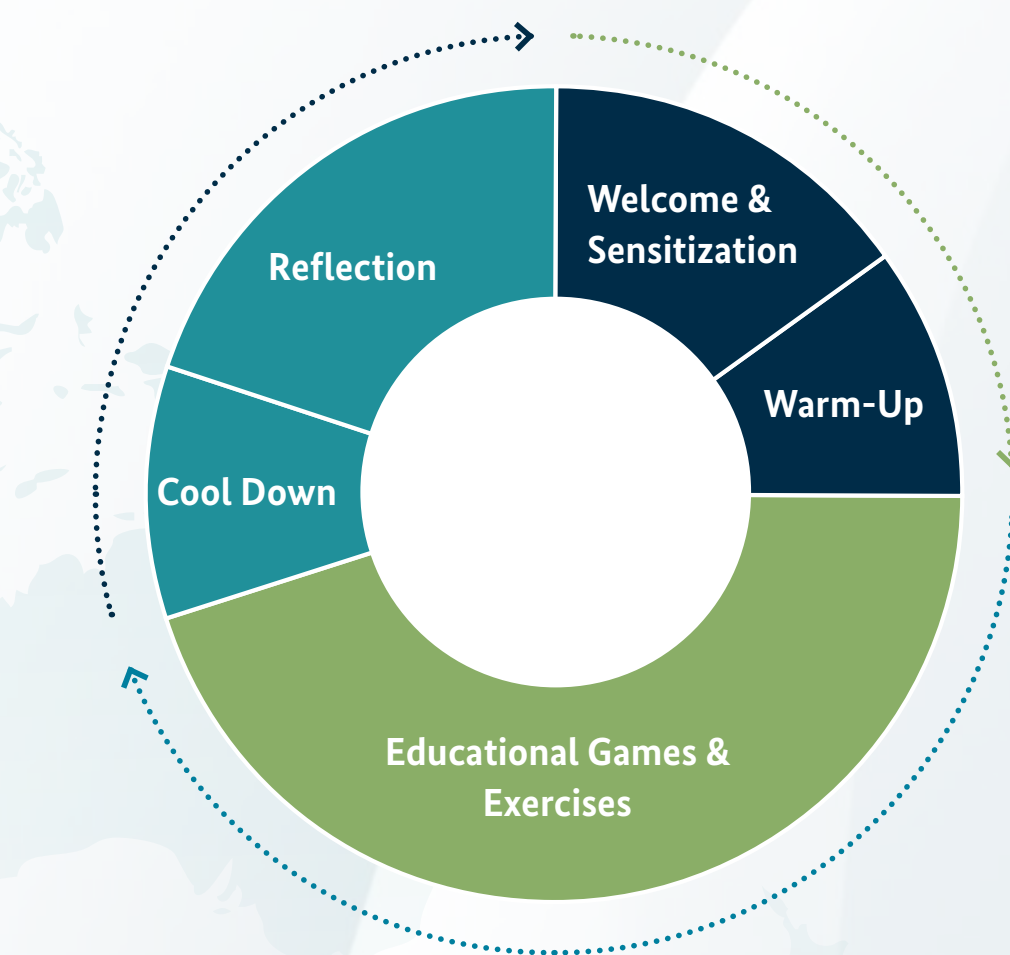 Welcome &
Sensitization
Warm-Up
Educational Games &
Exercises
Cool Down
Reflection